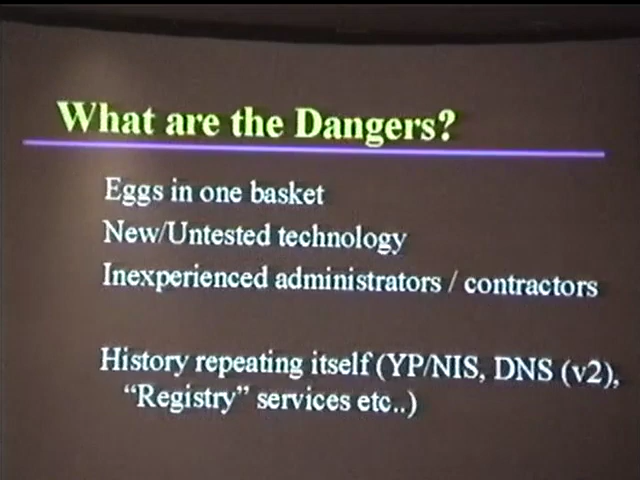 What are the Dangers?
Eggs in one basket
New/Untested technology
Inexperienced administrators / contractors
History repeating itself (YP/NIS, DNS (v2),
“Registry” services etc..)